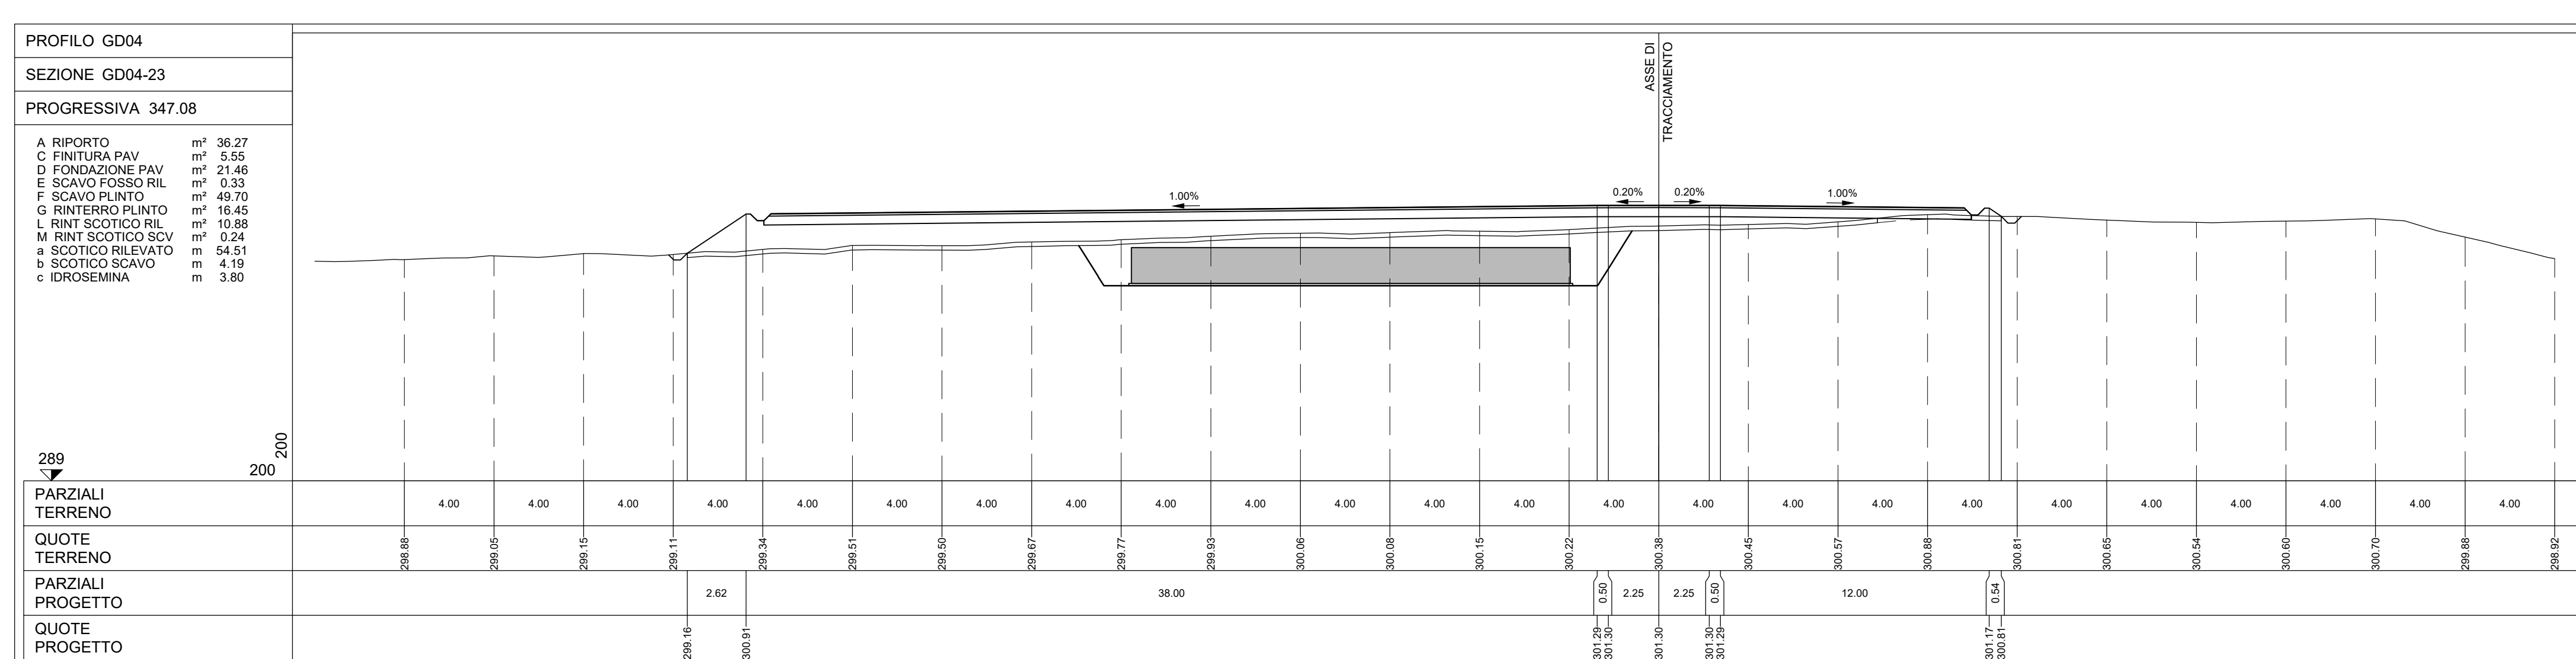 PROFILO GD04
SEZIONE GD04-23
PROGRESSIVA 347.08
A RIPORTO m² 36.27
C FINITURA PAV m² 5.55
D FONDAZIONE PAV m² 21.46
E SCAVO FOSSO RIL m² 0.33
F SCAVO PLINTO m² 49.70
G RINTERRO PLINTO m² 16.45
L RINT SCOTICO RIL m² 10.88
M RINT SCOTICO SCV m² 0.24
a SCOTICO RILEVATO m 54.51
b SCOTICO SCAVO m 4.19
c IDROSEMINA m 3.80
ASSE DI
TRACCIAMENTO
1.00% 0.20% 0.20% 1.00%
289
200
200
PARZIALI
TERRENO
4.00 4.00 4.00 4.00 4.00 4.00 4.00 4.00 4.00 4.00 4.00 4.00 4.00 4.00 4.00 4.00 4.00 4.00 4.00 4.00 4.00 4.00 4.00 4.00
QUOTE
TERRENO
298.88 299.05 299.15 299.11 299.34 299.51 299.50 299.67 299.77 299.93 300.06 300.08 300.15 300.22 300.38 300.45 300.57 300.88 300.81 300.65 300.54 300.60 300.70 299.88 298.92
PARZIALI
PROGETTO
2.62 38.00 0.50 2.25 2.25 0.50 12.00 0.54
QUOTE
PROGETTO
299.16 300.91 301.29 301.30 301.30 301.30 301.29 301.17 300.81